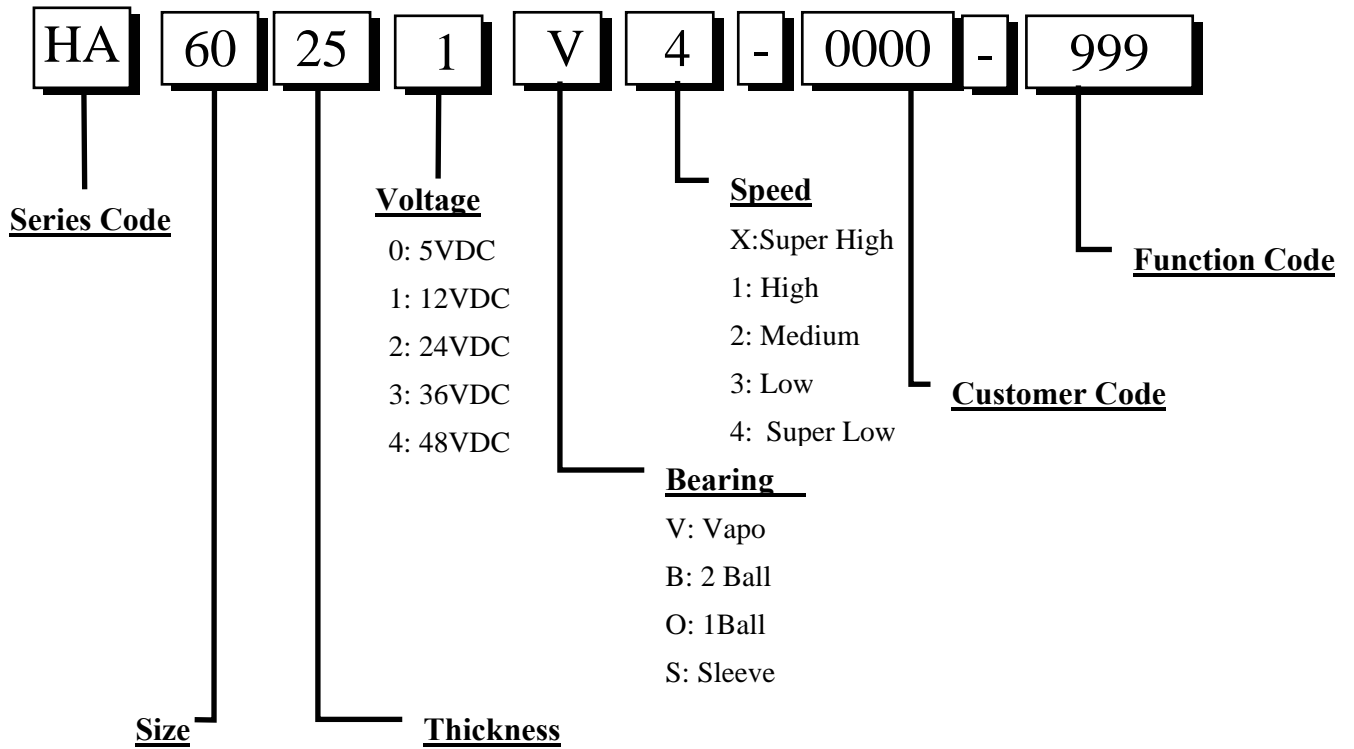 HA 60 25 1 V 4 - 0000 - 999
Series Code
Voltage
0: 5VDC
1: 12VDC
2: 24VDC
3: 36VDC
4: 48VDC
Speed
X:Super High
1: High
2: Medium
3: Low
4: Super Low
Function Code
Customer Code
Bearing
V: Vapo
B: 2 Ball
O: 1Ball
S: Sleeve
Size
Thickness